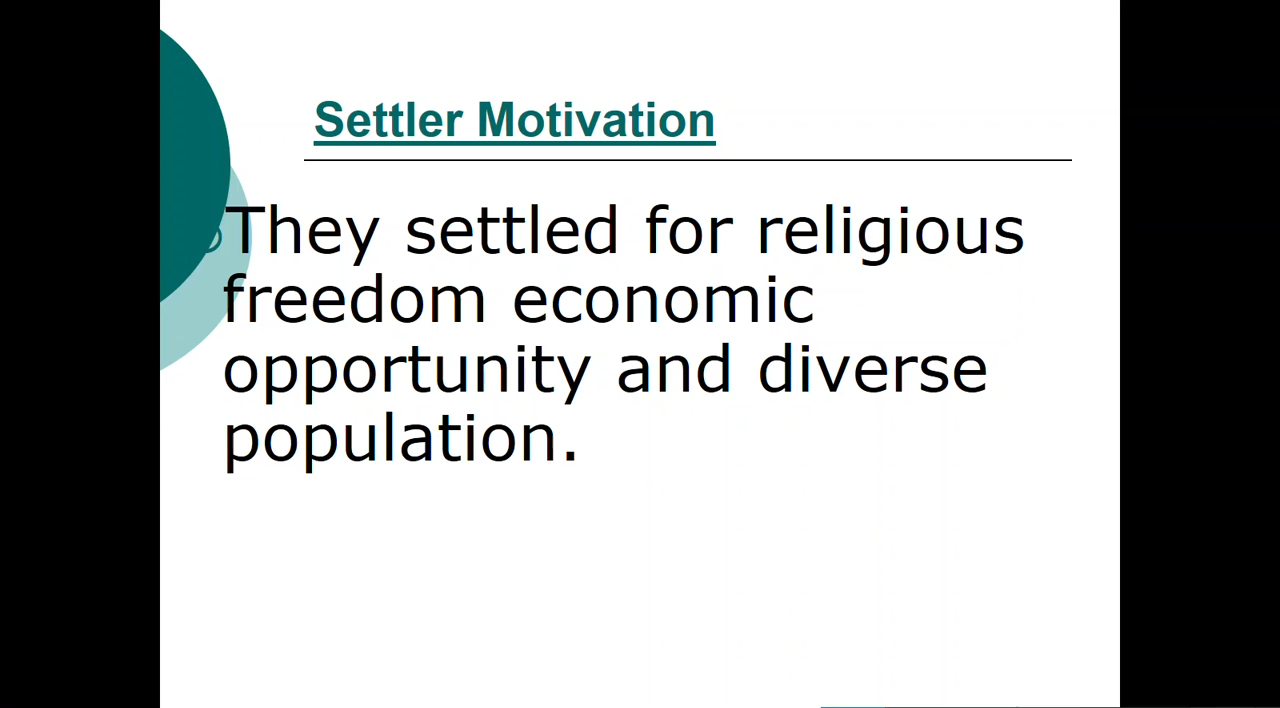 Settler Motivation
They settled for religious
freedom economic
opportunity and diverse
population.